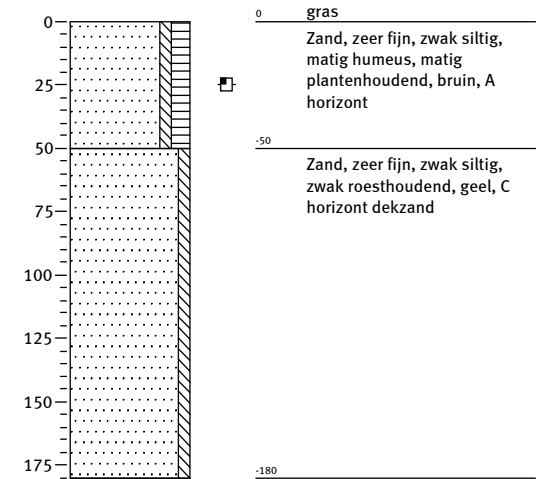 0
25
50
75
100
125
150
175
0 gras
Zand, zeer fijn, zwak siltig,
matig humeus, matig
plantenhoudend, bruin, A
horizont
-50
Zand, zeer fijn, zwak siltig,
zwak roesthoudend, geel, C
horizont dekzand
-180